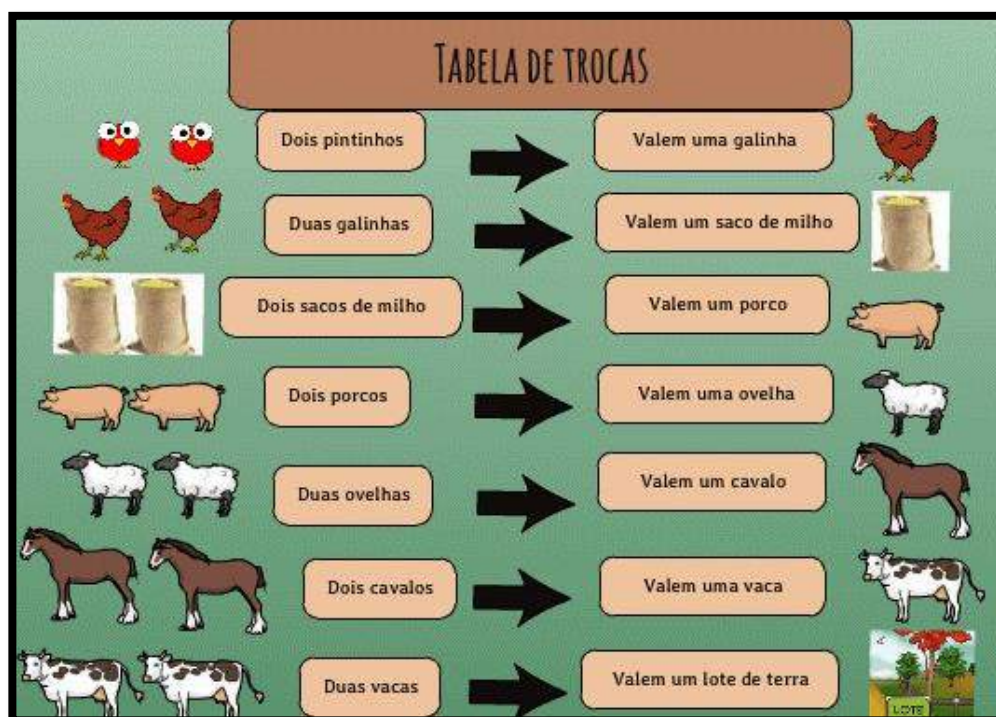 TABELA DE TROCAS
Dois pintinhos
Valem uma galinha
Duas galinhas
Valem um saco de milho
Dois sacos de milho
Valem um porco
Dois porcos
Valem uma ovelha
Duas ovelhas
Valem um cavalo
Dois cavalos
Valem uma vaca
Duas vacas
Valem um lote de terra
LOTE